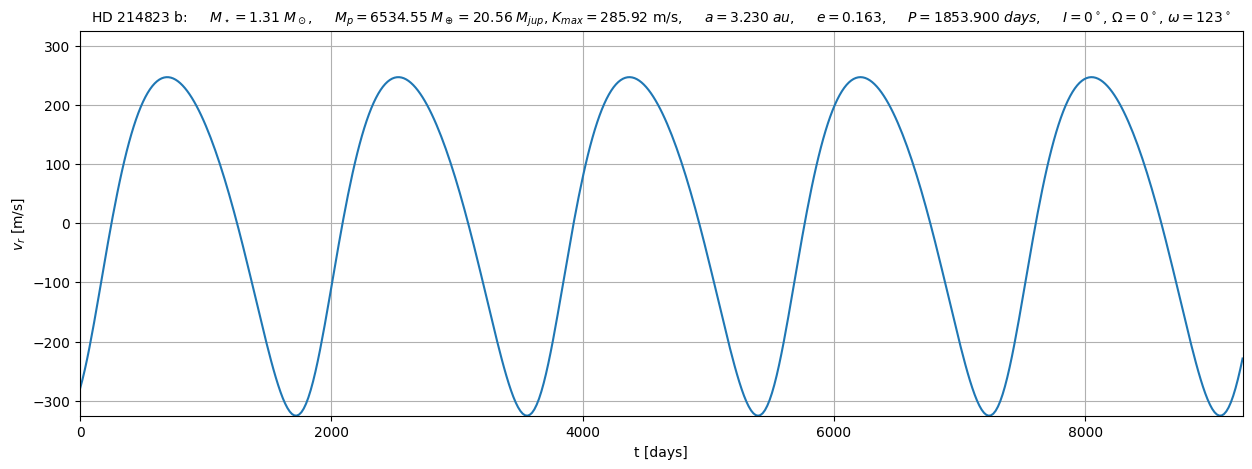 HD 214823 b: M⋆ = 1.31 M⊙, Mp = 6534.55 M⊕ = 20.56 Mjup, Kmax = 285.92 m/s, a = 3.230 au, e = 0.163, P = 1853.900 days, I = 0°, Ω = 0°, ω = 123°
300
200
100
0
−100
−200
−300
vr [m/s]
0 2000 4000 6000 8000
t [days]